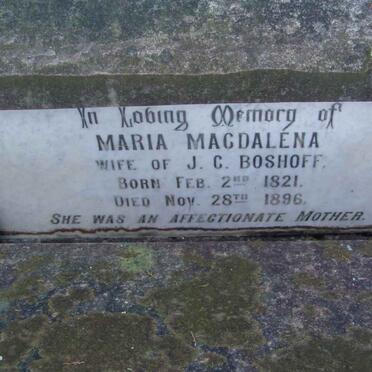 In Loving Memory of
MARIA MAGDALENA
WIFE OF J. C. BOSHOFF.
BORN FEB. 2ND 1821.
DIED NOV. 28TH 1896.
SHE WAS AN AFFECTIONATE MOTHER.